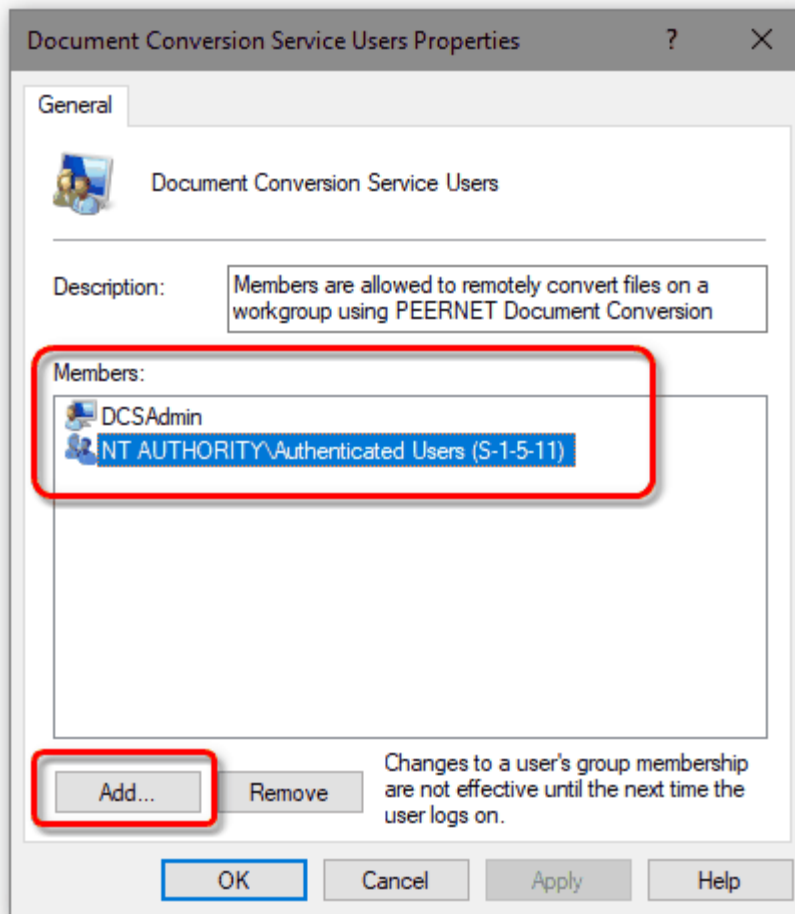 Document Conversion Service Users Properties ?
General
Document Conversion Service Users
Description:
Members are allowed to remotely convert files on a
workgroup using PEERNET Document Conversion
Members:
DCSAdmin
NT AUTHORITY\Authenticated Users (S-1-5-11)
Add...
Remove
Changes to a user's group membership
are not effective until the next time the
user logs on.
OK
Cancel
Apply
Help